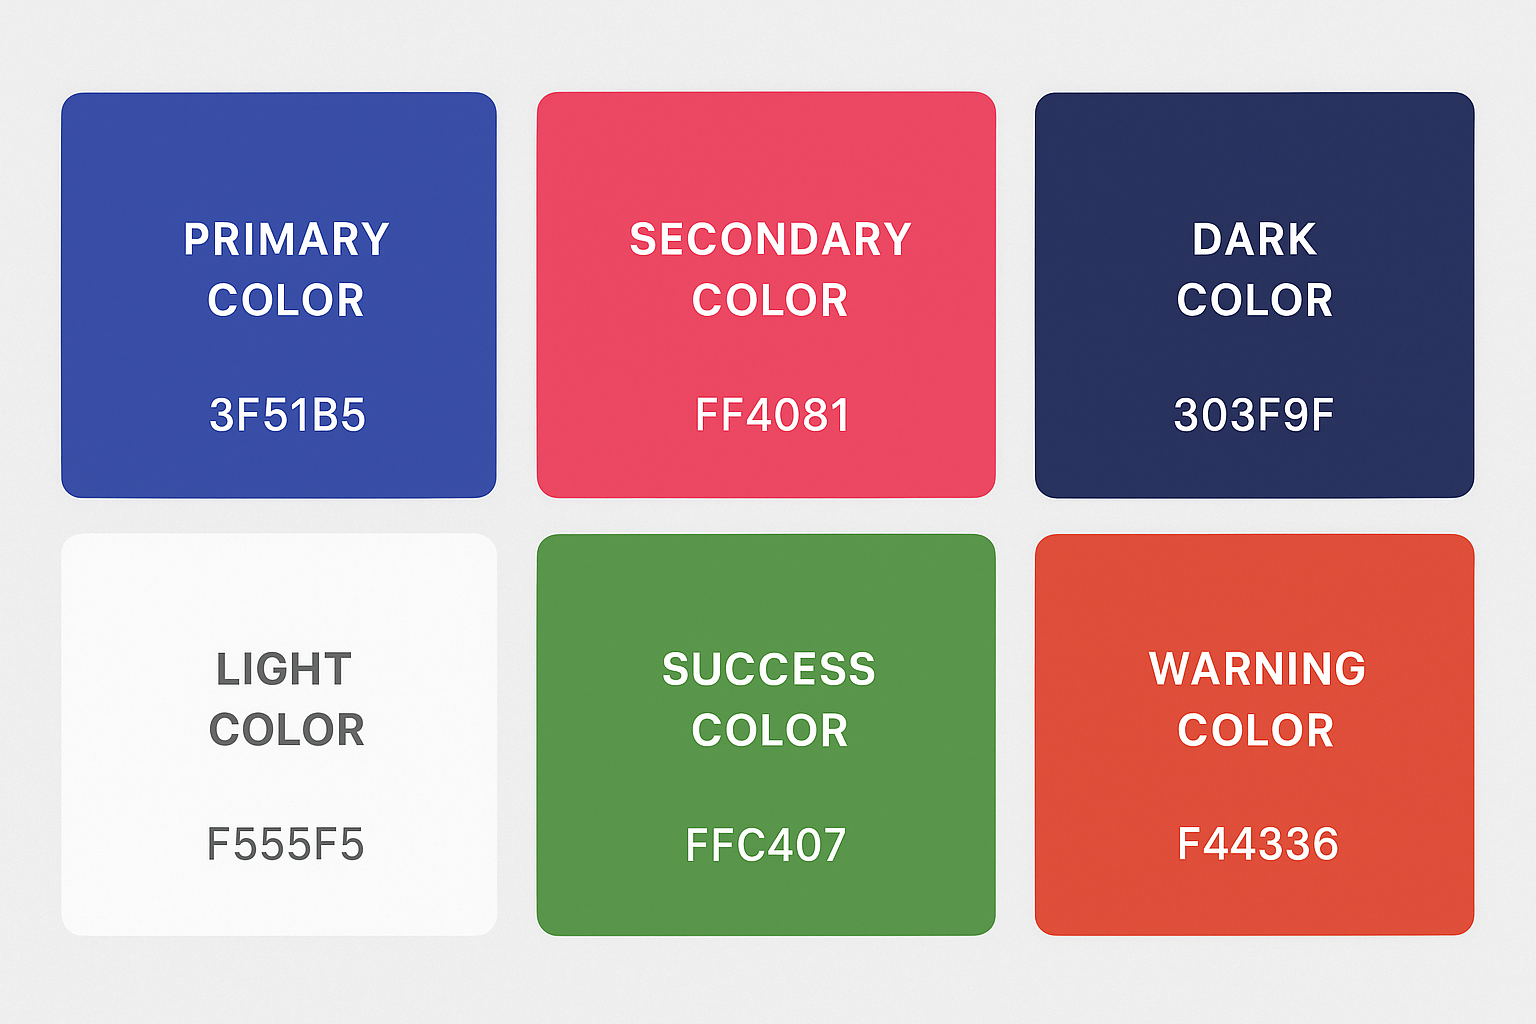 PRIMARY
COLOR
3F51B5
SECONDARY
COLOR
FF4081
DARK
COLOR
303F9F
LIGHT
COLOR
F555F5
SUCCESS
COLOR
FFC407
WARNING
COLOR
F44336